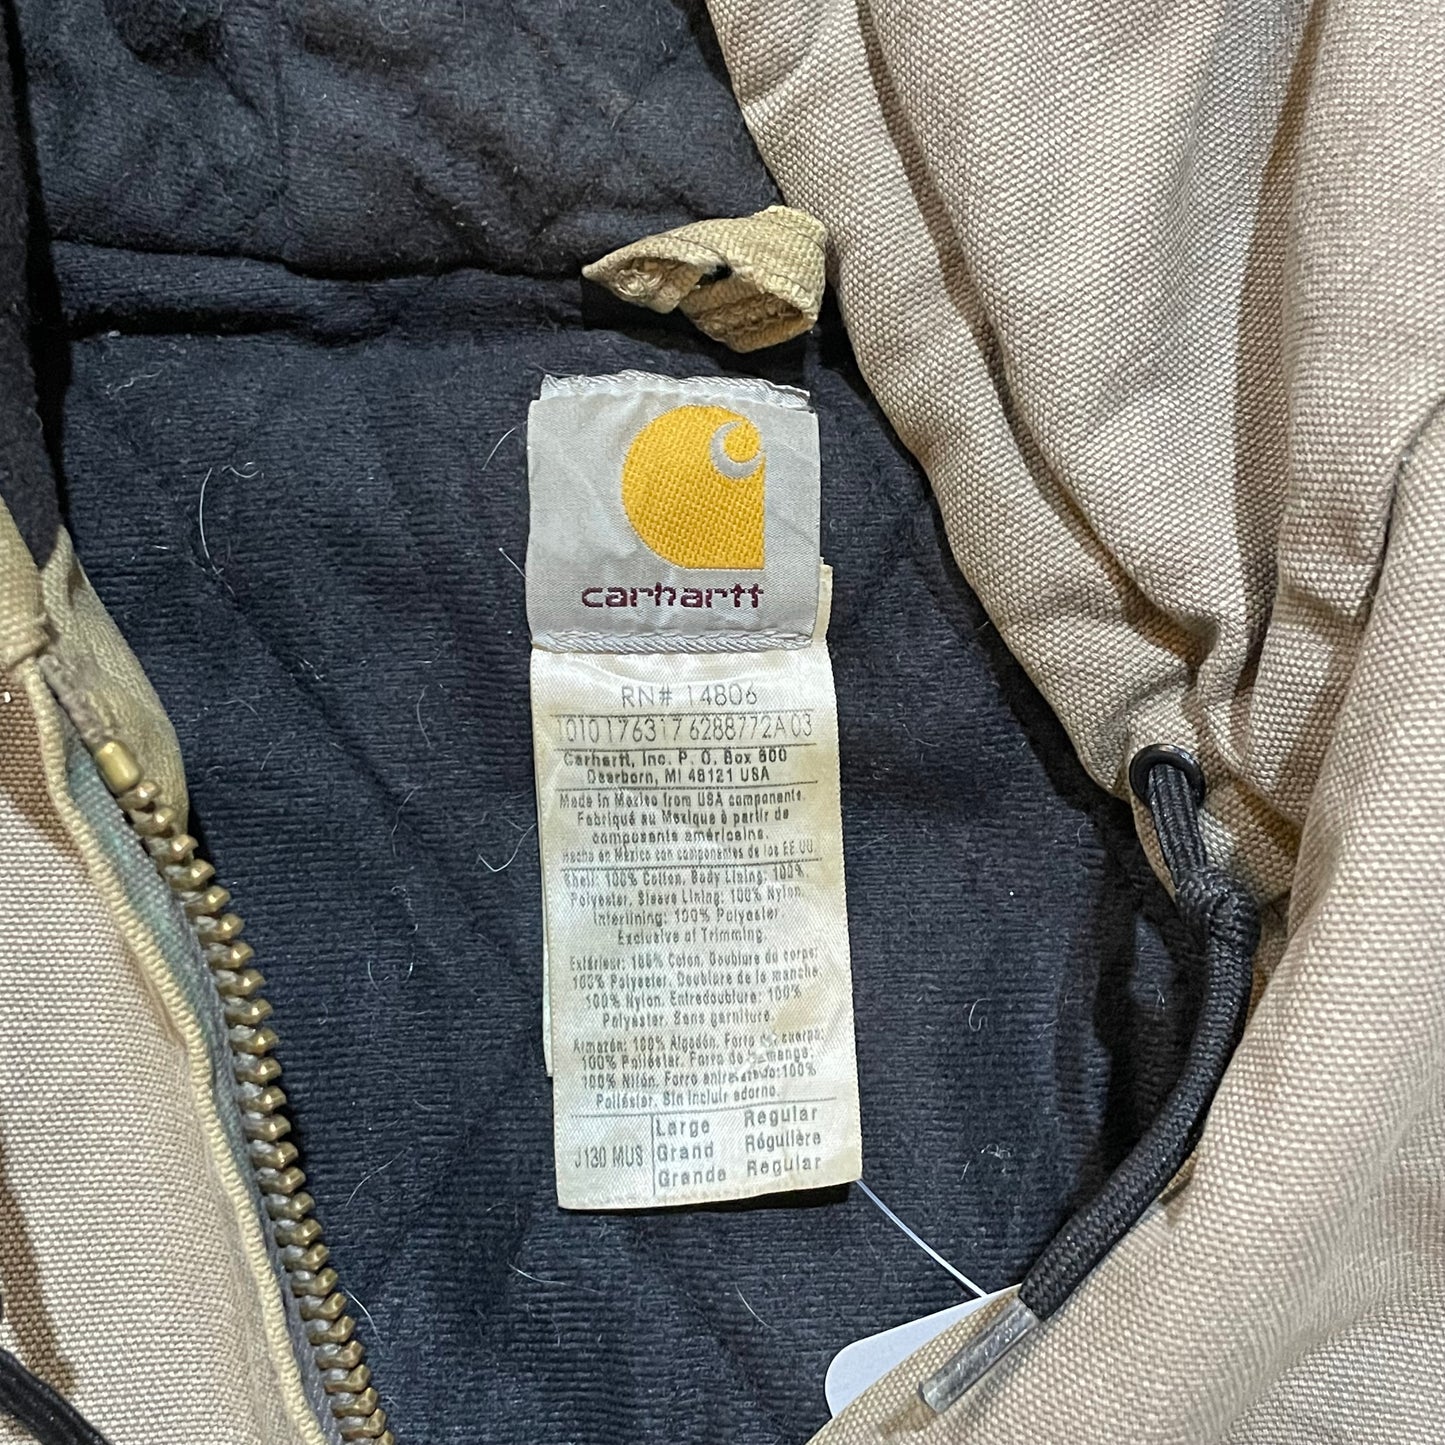 carhartt
RN# 14806
1010176317 6288772A 03
Carhartt, Inc. P. O. Box 600
Dearborn, MI 48121 USA
Made in Mexico from USA components.
Fabriqué au Mexique à partir de
composants américains.
Hecho en México con componentes de los EE UU
Shell: 100% Cotton, Body Lining: 100%
Polyester, Sleeve Lining: 100% Nylon.
Interlining: 100% Polyester
Exclusive of Trimming.
Extérieur: 100% Coton, Doublure du corper
100% Polyester, Doublure de la manche
100% Nylon, Entredoublure: 100%
Polyester. Sans garniture.
Armazón: 100% Algodón, Forro de cuerpo:
100% Poliéster, Forro de manga:
100% Nilón, Forro entretejado:100%
Poliéster. Sin incluir adorno.
J130 MUS
Large Regular
Grand Régulière
Grande Regular